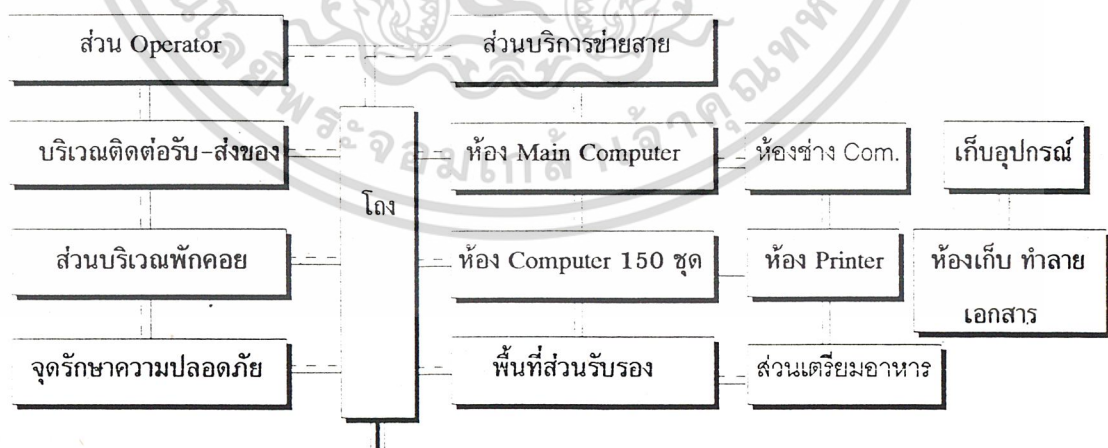 ส่วน Operator
ส่วนบริการข่ายสาย
บริเวณติดต่อรับ-ส่งของ
โถง
ห้อง Main Computer
ห้องช่าง Com.
เก็บอุปกรณ์
ส่วนบริเวณพักคอย
ห้อง Computer 150 ชุด
ห้อง Printer
ห้องเก็บ ทำลาย
เอกสาร
จุดรักษาความปลอดภัย
พื้นที่ส่วนรับรอง
ส่วนเตรียมอาหาร